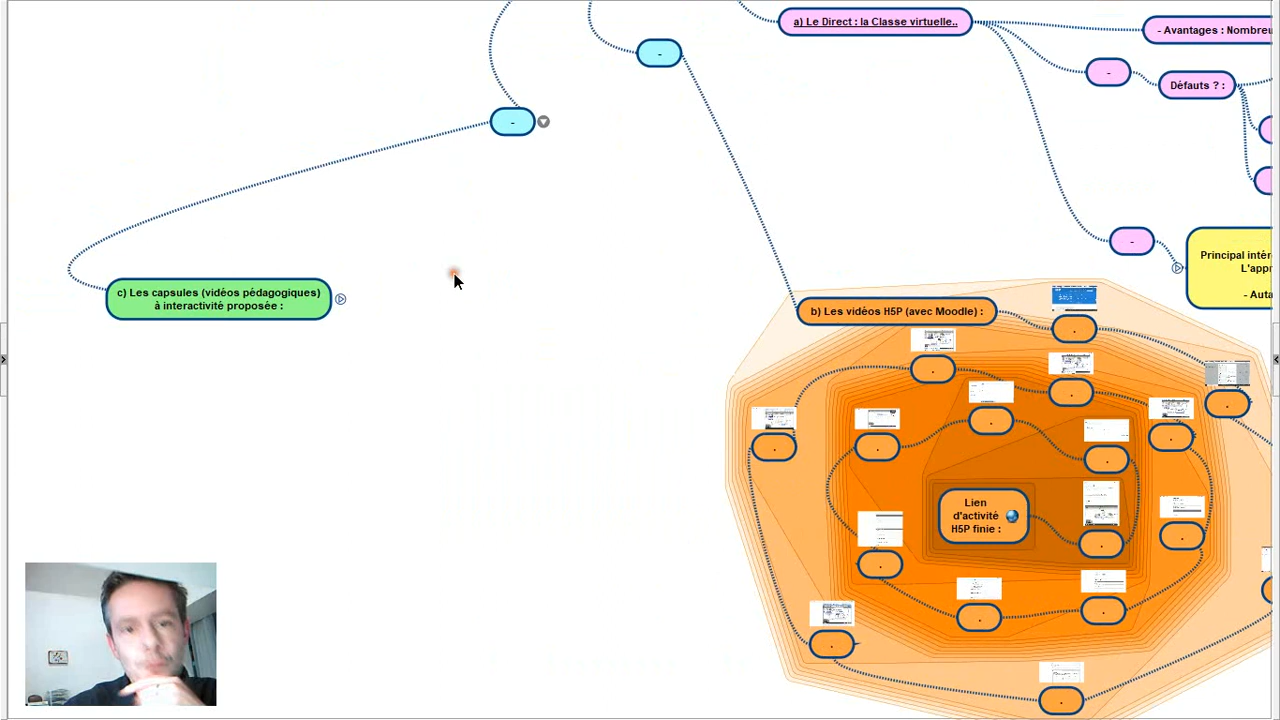 a) Le Direct : la Classe virtuelle..
- Avantages : Nombreu
-
-
Défauts ? :
-
-
Principal intér
L'appr
- Auta
c) Les capsules (vidéos pédagogiques)
à interactivité proposée :
b) Les vidéos H5P (avec Moodle) :
Lien
d'activité
H5P finie :